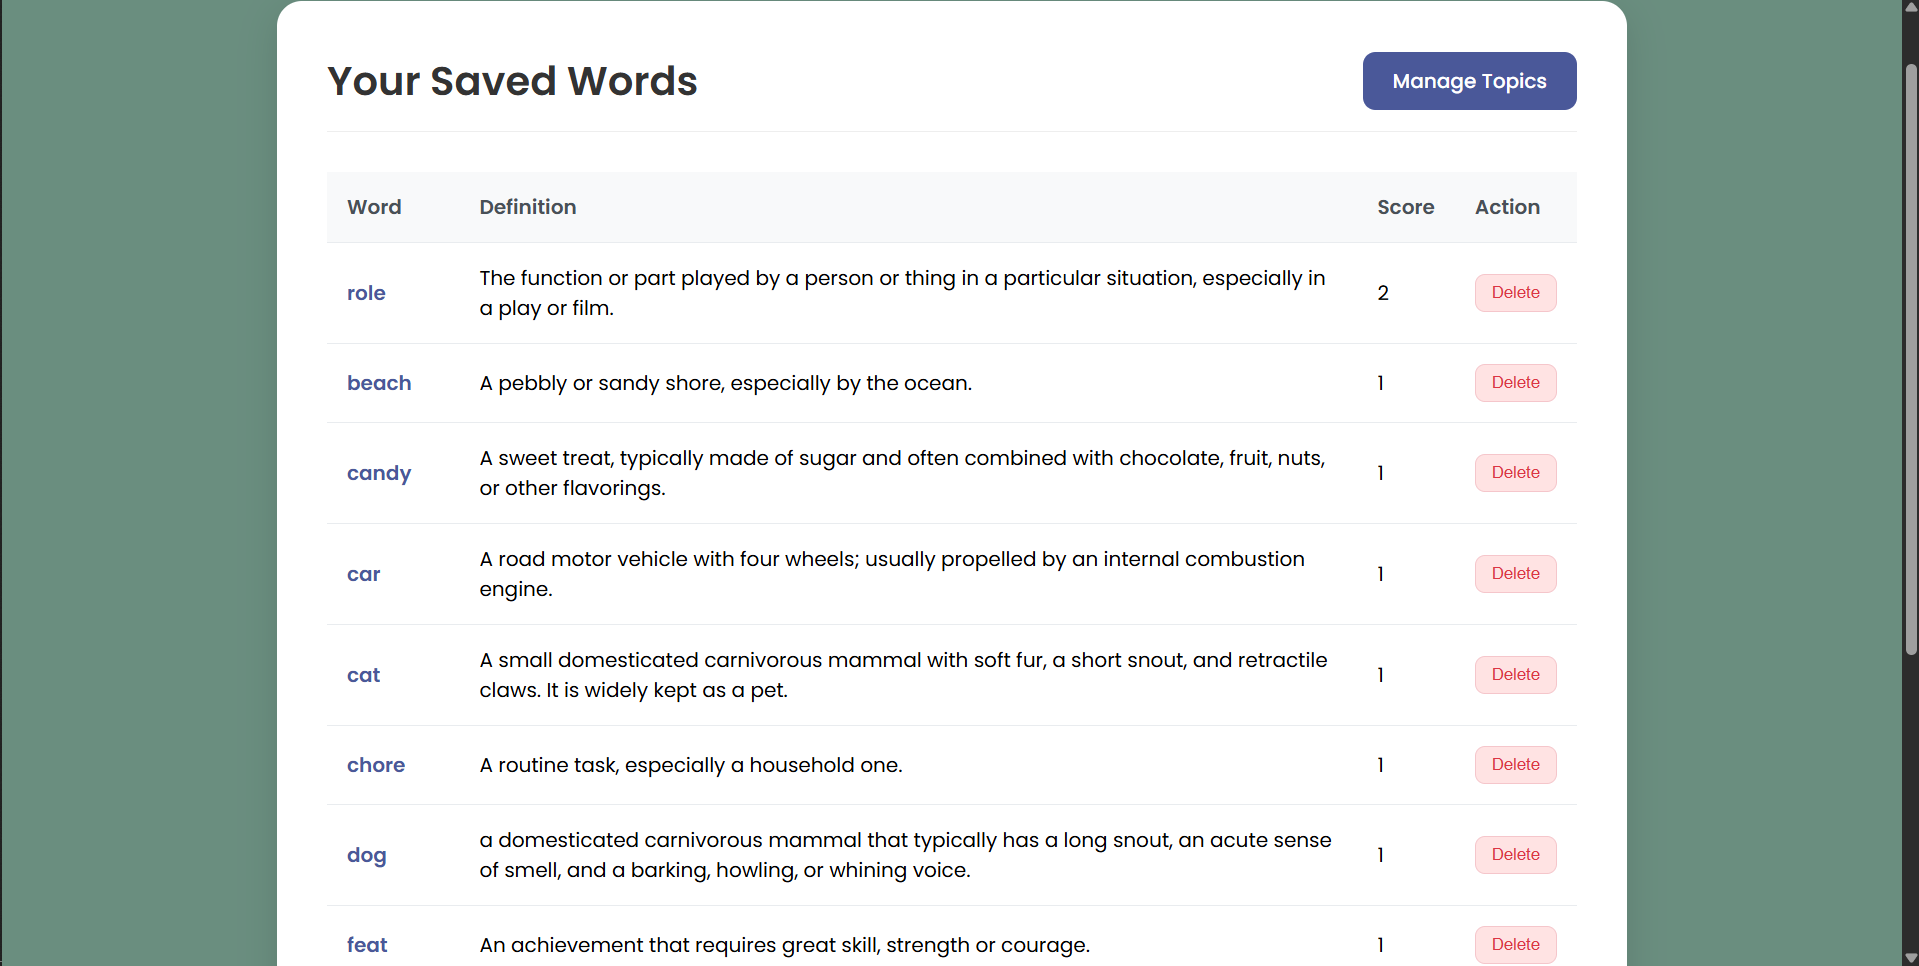 Your Saved Words
Manage Topics
Word Definition Score Action
role The function or part played by a person or thing in a particular situation, especially in a play or film. 2 Delete
beach A pebbly or sandy shore, especially by the ocean. 1 Delete
candy A sweet treat, typically made of sugar and often combined with chocolate, fruit, nuts, or other flavorings. 1 Delete
car A road motor vehicle with four wheels; usually propelled by an internal combustion engine. 1 Delete
cat A small domesticated carnivorous mammal with soft fur, a short snout, and retractile claws. It is widely kept as a pet. 1 Delete
chore A routine task, especially a household one. 1 Delete
dog a domesticated carnivorous mammal that typically has a long snout, an acute sense of smell, and a barking, howling, or whining voice. 1 Delete
feat An achievement that requires great skill, strength or courage. 1 Delete